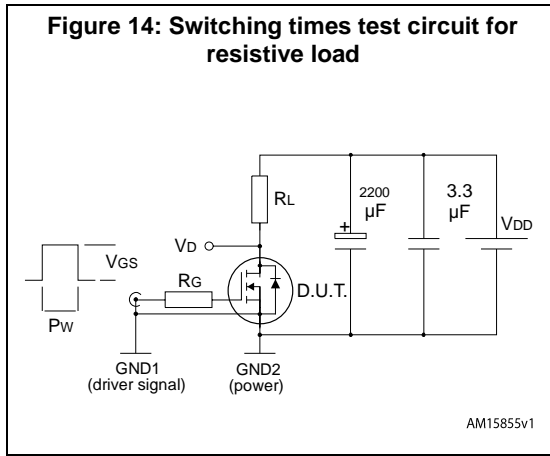 Figure 14: Switching times test circuit for
resistive load
RL
2200
µF
+
3.3
µF
VDD
VD
VGS
RG
D.U.T.
PW
GND1
(driver signal)
GND2
(power)
AM15855v1